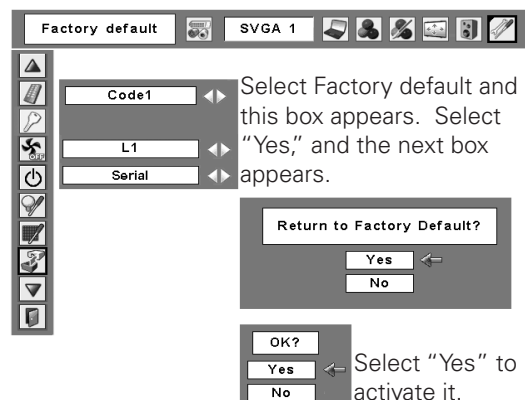 Factory default
SVGA 1
Code1
L1
Serial
OFF
Select Factory default and
this box appears. Select
“Yes,” and the next box
appears.
Return to Factory Default?
Yes
No
OK?
Yes
No
Select “Yes” to
activate it.